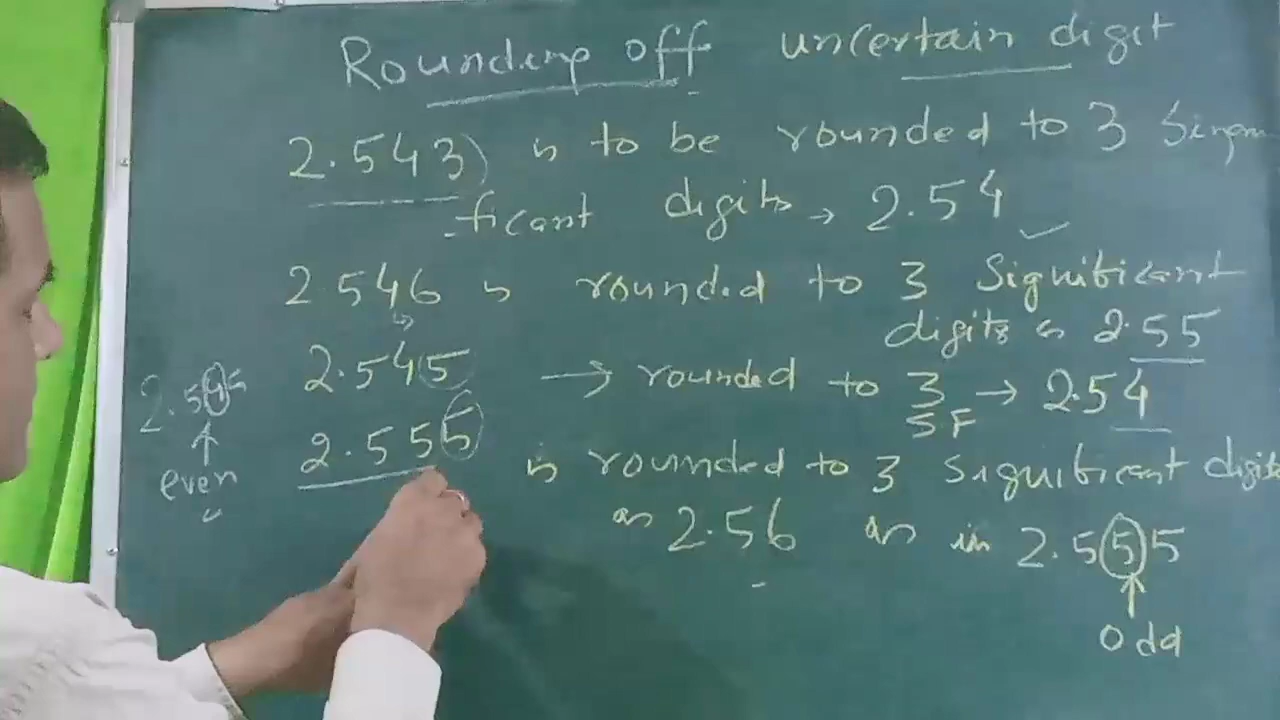 Rounding off uncertain digit
2.543) is to be rounded to 3 Signi
-ficant digits → 2.54
2.546 is rounded to 3 Significant
digits is 2.55
2.545 → rounded to 3 SF → 2.54
2.545
even
2.555 is rounded to 3 significant digits
as 2.56 as in 2.555
Odd